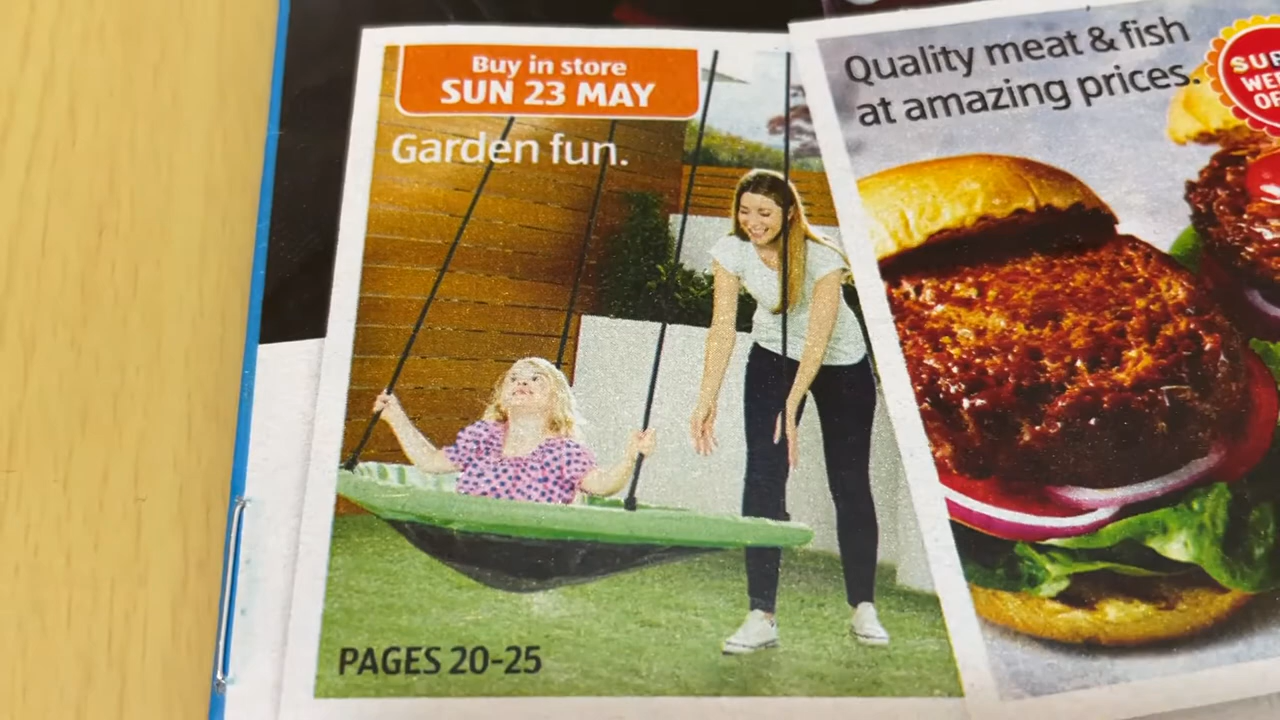 Buy in store
SUN 23 MAY
Garden fun.
PAGES 20-25
Quality meat & fish
at amazing prices.